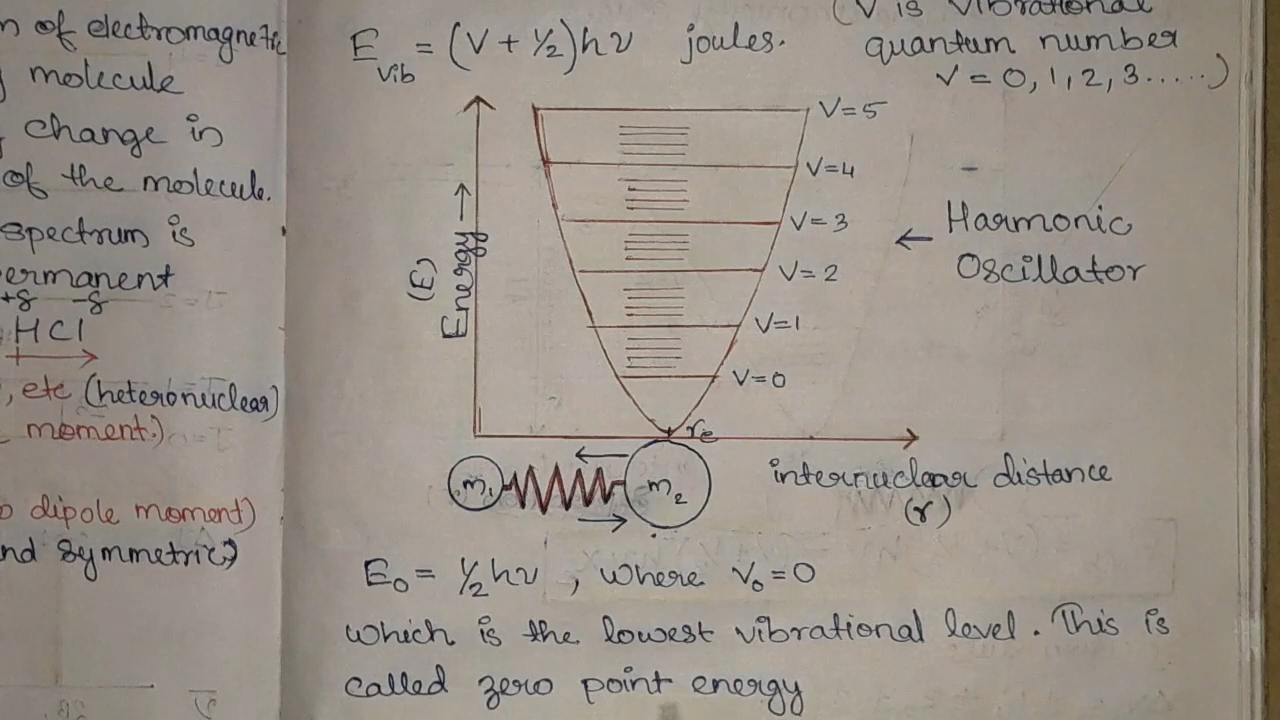 of electromagnetic
molecule
change in
of the molecule.
spectrum is
ermanent
+δ -δ
HCl
, etc (heteronuclear)
moment.)
dipole moment)
nd symmetric)
(V is vibrational
E_vib = (V + 1/2)hν joules.
quantum number
V = 0, 1, 2, 3.....)
V=5
V=4
V=3
V=2
V=1
V=0
(E)
Energy →
← Harmonic
Oscillator
re
m1
m2
internuclear distance
(r)
E0 = 1/2 hν , where V0 = 0
which is the lowest vibrational level. This is
called zero point energy